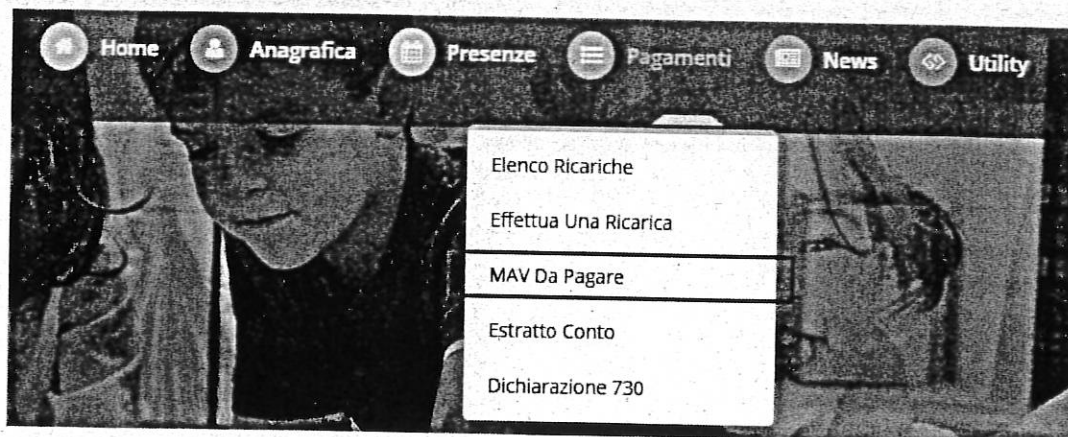 Home Anagrafica Presenze Pagamenti News Utility
Elenco Ricariche
Effettua Una Ricarica
MAV Da Pagare
Estratto Conto
Dichiarazione 730